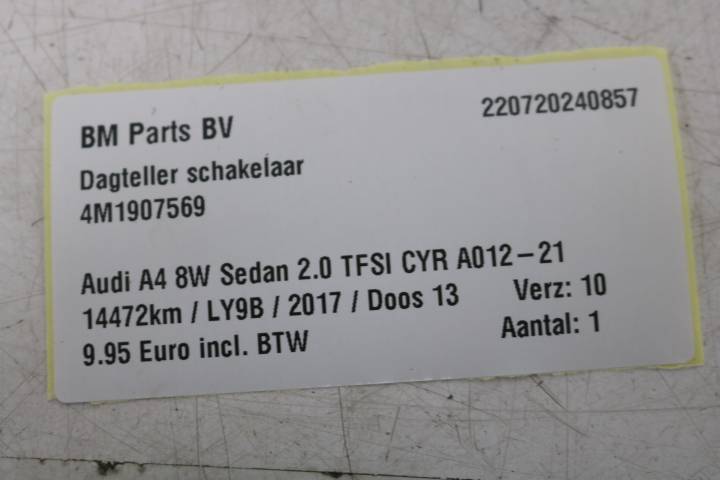 BM Parts BV 220720240857
Dagteller schakelaar
4M1907569
Audi A4 8W Sedan 2.0 TFSI CYR A012-21
14472km / LY9B / 2017 / Doos 13 Verz: 10
9.95 Euro incl. BTW Aantal: 1